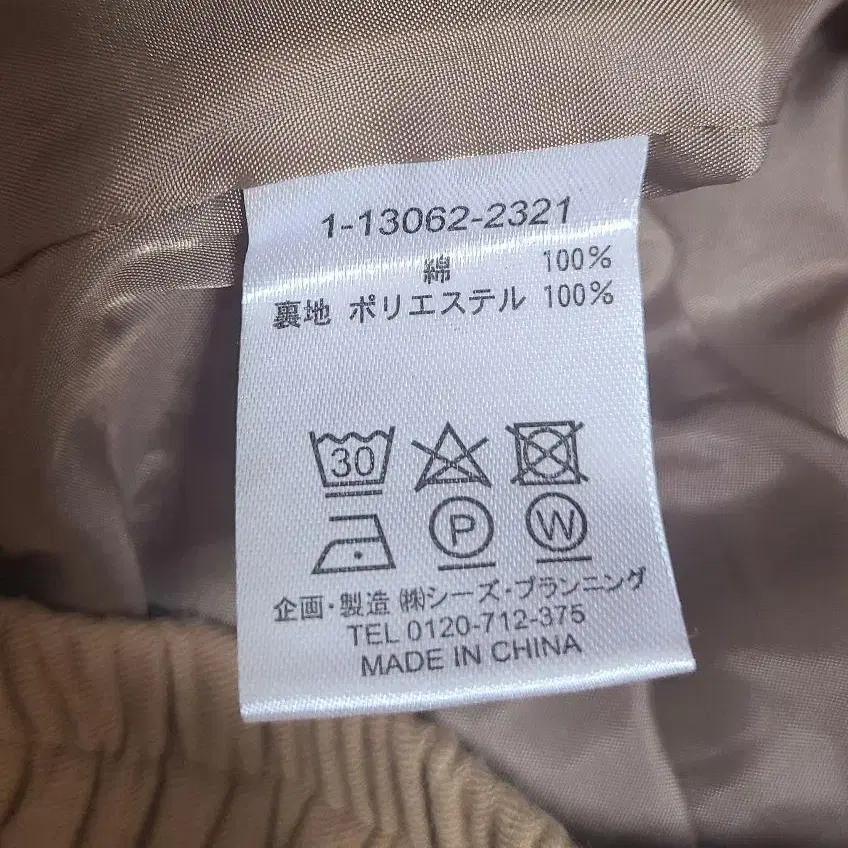 1-13062-2321
綿 100%
裏地 ポリエステル 100%
30
P W
企画・製造 ㈱シーズ・プランニング
TEL 0120-712-375
MADE IN CHINA